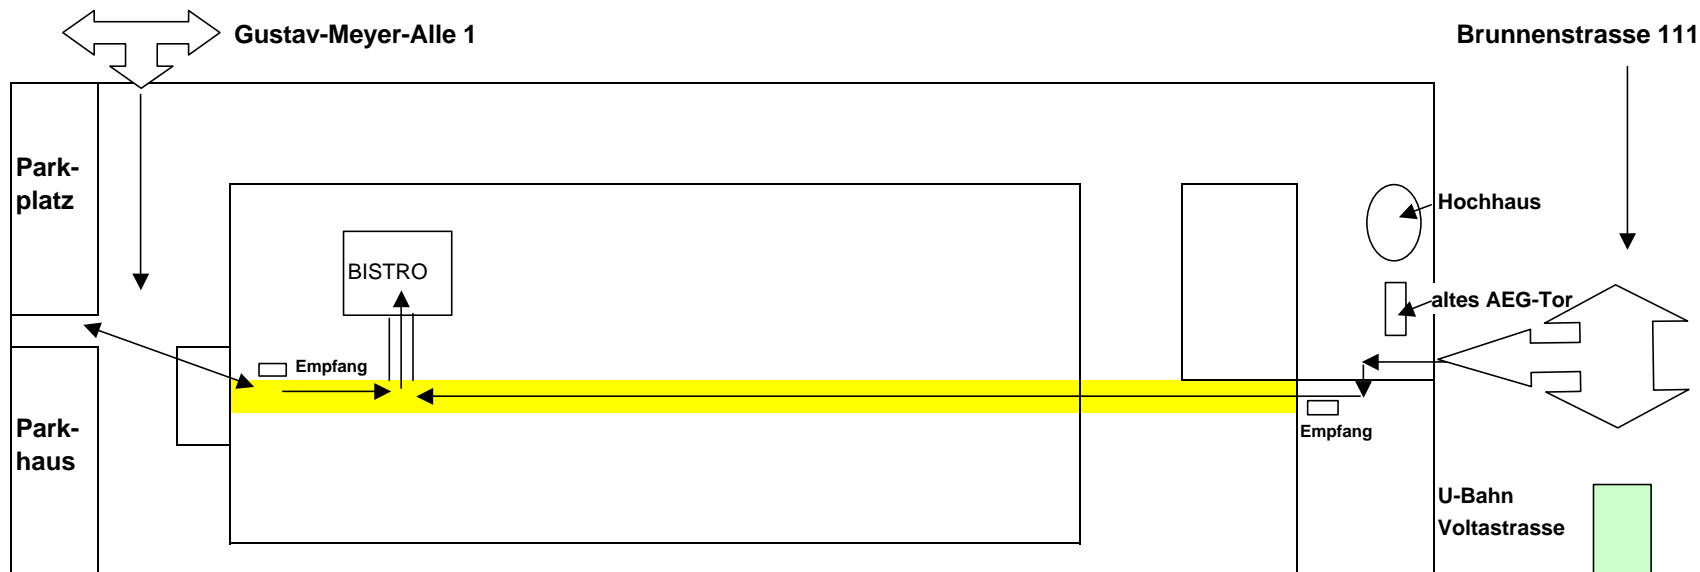 Gustav-Meyer-Alle 1
Brunnenstrasse 111
Park-
platz
Hochhaus
BISTRO
altes AEG-Tor
Empfang
Park-
haus
Empfang
U-Bahn
Voltastrasse